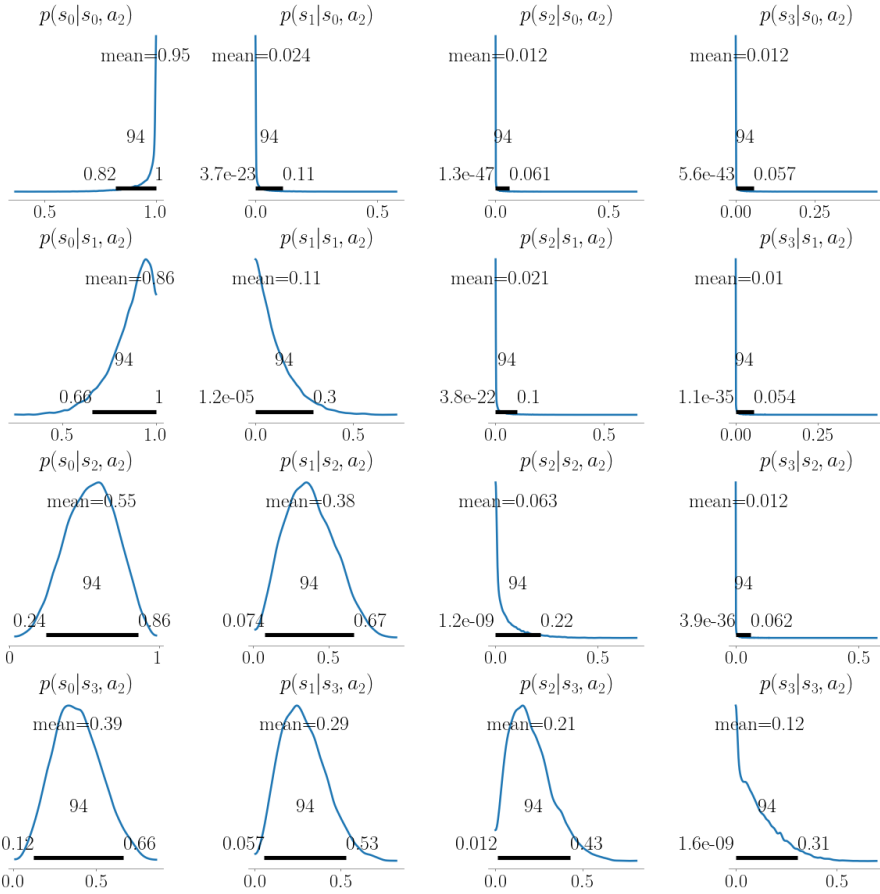 p(s₀|s₀, a₂) p(s₁|s₀, a₂) p(s₂|s₀, a₂) p(s₃|s₀, a₂)
mean=0.95 mean=0.024 mean=0.012 mean=0.012
94 94 94 94
0.82 1 3.7e-23 0.11 1.3e-47 0.061 5.6e-43 0.057
0.5 1.0 0.0 0.5 0.0 0.5 0.00 0.25
p(s₀|s₁, a₂) p(s₁|s₁, a₂) p(s₂|s₁, a₂) p(s₃|s₁, a₂)
mean=0.86 mean=0.11 mean=0.021 mean=0.01
94 94 94 94
0.66 1 1.2e-05 0.3 3.8e-22 0.1 1.1e-35 0.054
0.5 1.0 0.0 0.5 0.0 0.5 0.00 0.25
p(s₀|s₂, a₂) p(s₁|s₂, a₂) p(s₂|s₂, a₂) p(s₃|s₂, a₂)
mean=0.55 mean=0.38 mean=0.063 mean=0.012
94 94 94 94
0.24 0.86 0.074 0.67 1.2e-09 0.22 3.9e-36 0.062
0 1 0.0 0.5 0.0 0.5 0.0 0.5
p(s₀|s₃, a₂) p(s₁|s₃, a₂) p(s₂|s₃, a₂) p(s₃|s₃, a₂)
mean=0.39 mean=0.29 mean=0.21 mean=0.12
94 94 94 94
0.12 0.66 0.057 0.53 0.012 0.43 1.6e-09 0.31
0.0 0.5 0.0 0.5 0.0 0.5 0.0 0.5